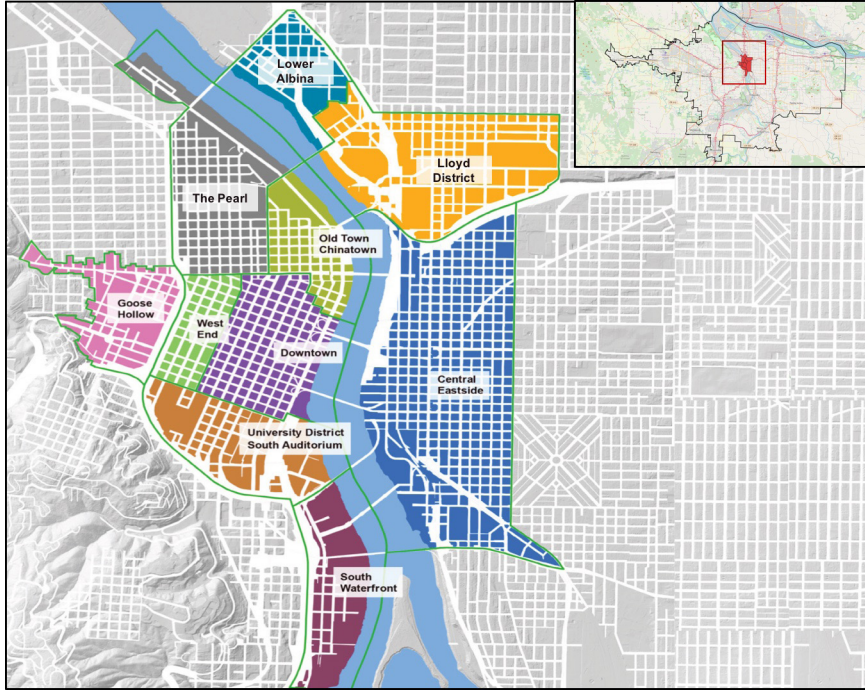 Lower
Albina
Lloyd
District
The Pearl
Old Town
Chinatown
Goose
Hollow
West
End
Downtown
Central
Eastside
University District
South Auditorium
South
Waterfront